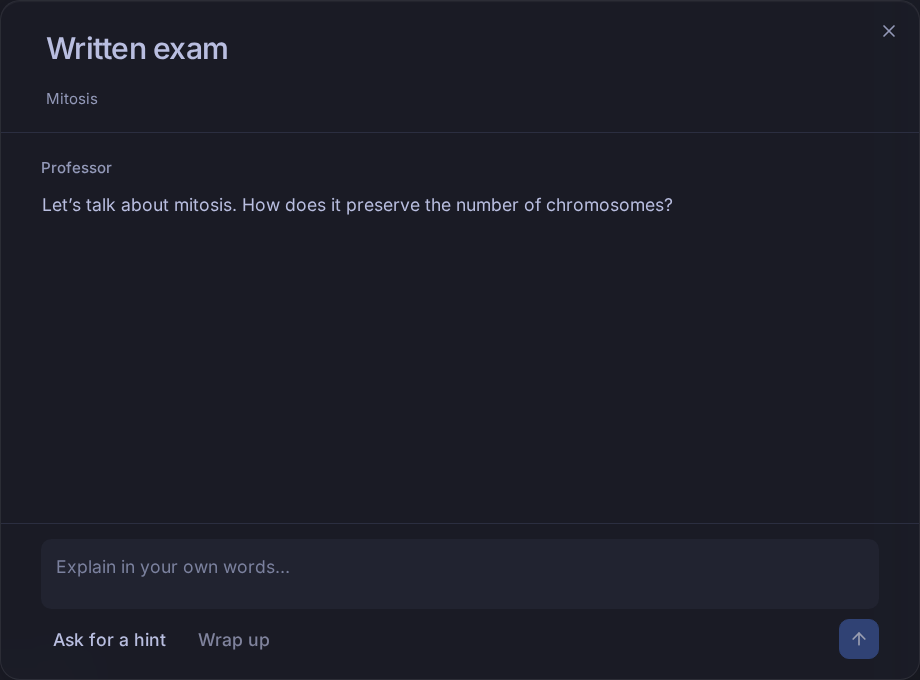 Written exam
Mitosis
Professor
Let’s talk about mitosis. How does it preserve the number of chromosomes?
Explain in your own words...
Ask for a hint
Wrap up